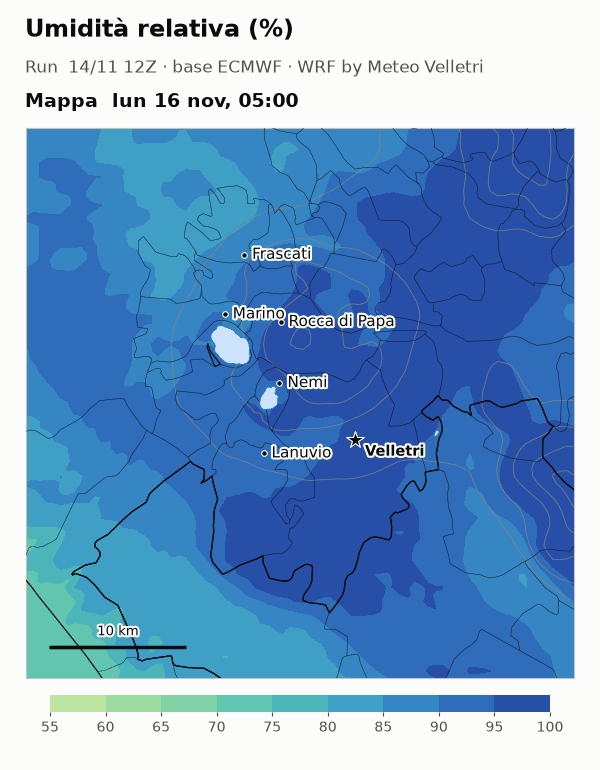 Umidità relativa (%)
Run  14/11 12Z · base ECMWF · WRF by Meteo Velletri
Mappa  lun 16 nov, 05:00
Frascati
Marino
Rocca di Papa
Nemi
Velletri
Lanuvio
10 km
55 60 65 70 75 80 85 90 95 100